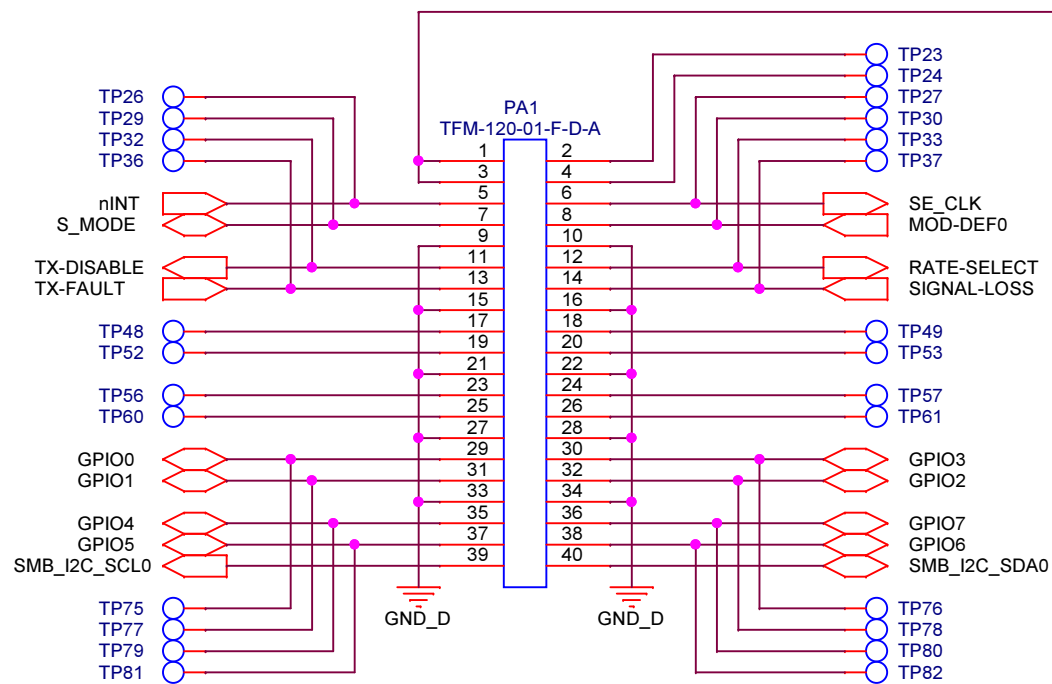 PA1
TFM-120-01-F-D-A
TP23
TP24
TP26 TP27
TP29 TP30
TP32 TP33
TP36 1 2 TP37
3 4
nINT 5 6 SE_CLK
S_MODE 7 8 MOD-DEF0
9 10
TX-DISABLE 11 12 RATE-SELECT
TX-FAULT 13 14 SIGNAL-LOSS
15 16
TP48 17 18 TP49
TP52 19 20 TP53
21 22
TP56 23 24 TP57
TP60 25 26 TP61
27 28
GPIO0 29 30 GPIO3
GPIO1 31 32 GPIO2
33 34
GPIO4 35 36 GPIO7
GPIO5 37 38 GPIO6
SMB_I2C_SCL0 39 40 SMB_I2C_SDA0
TP75 GND_D GND_D TP76
TP77 TP78
TP79 TP80
TP81 TP82